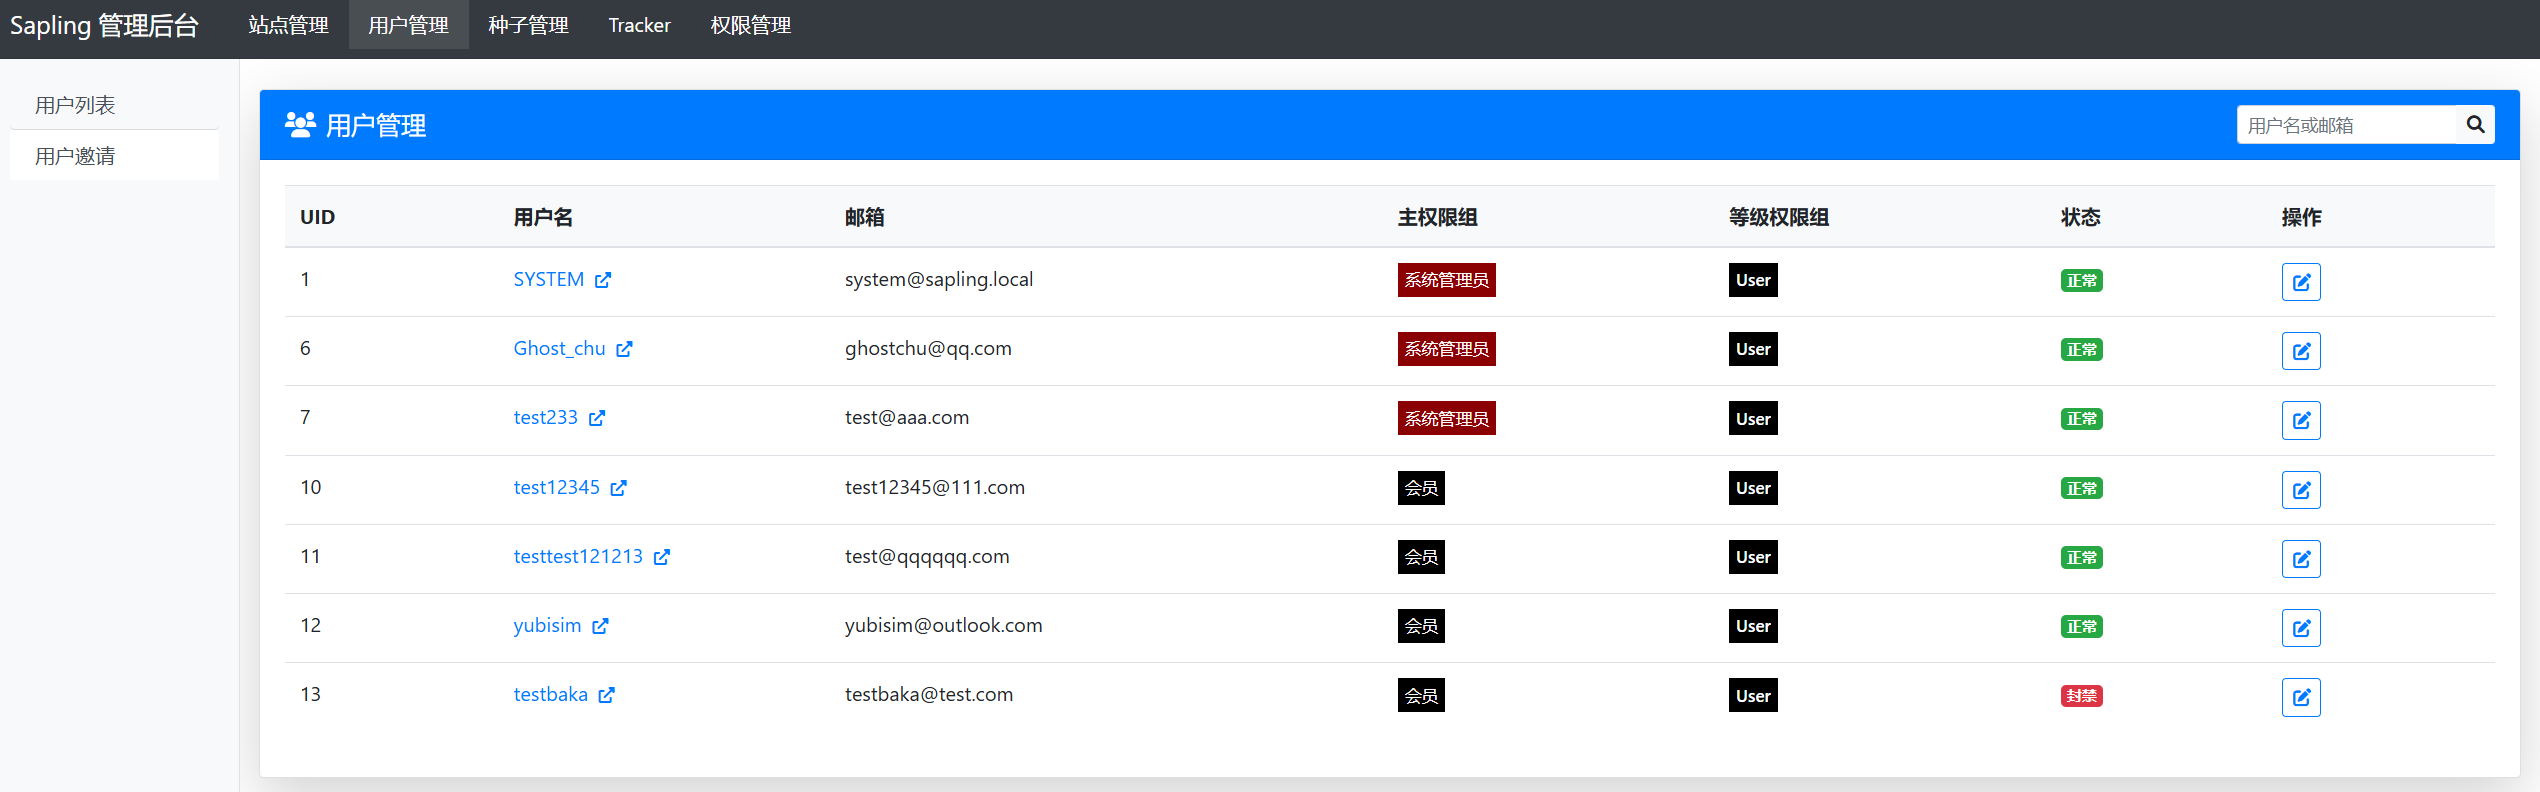 Sapling 管理后台 站点管理 用户管理 种子管理 Tracker 权限管理
用户列表
用户邀请
用户管理 用户名或邮箱
UID 用户名 邮箱 主权限组 等级权限组 状态 操作
1 SYSTEM system@sapling.local 系统管理员 User 正常
6 Ghost_chu ghostchu@qq.com 系统管理员 User 正常
7 test233 test@aaa.com 系统管理员 User 正常
10 test12345 test12345@111.com 会员 User 正常
11 testtest121213 test@qqqqqq.com 会员 User 正常
12 yubisim yubisim@outlook.com 会员 User 正常
13 testbaka testbaka@test.com 会员 User 封禁